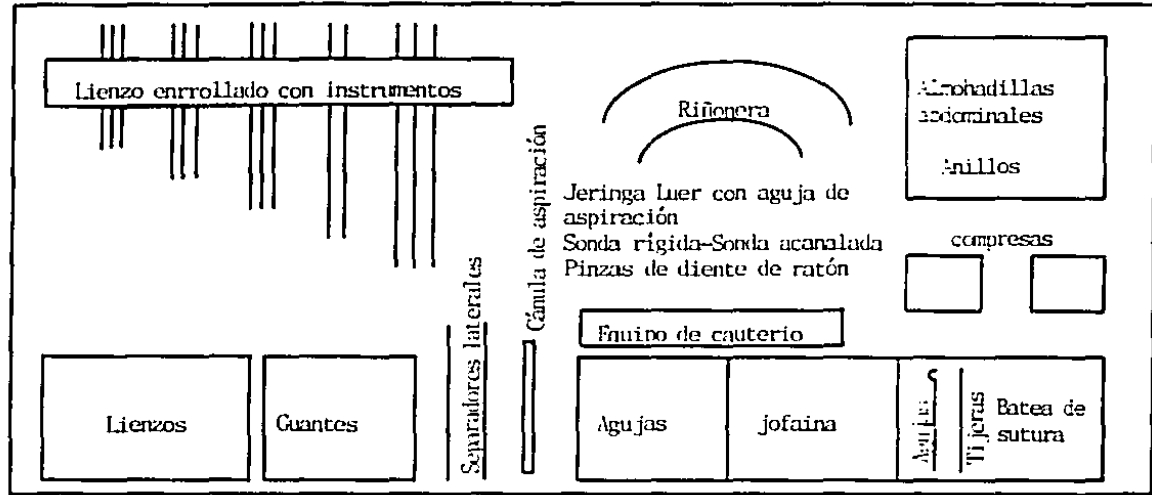 Lienzo enrrollado con instrumentos
Riñonera
Almohadillas
abdominales
Anillos
Jeringa Luer con aguja de
aspiración
Sonda rígida-Sonda acanalada
Pinzas de diente de ratón
compresas
Cánula de aspiración
Separadores laterales
Equipo de cauterio
Lienzos
Guantes
Agujas
jofaina
Agujas
Tijeras
Batea de
sutura